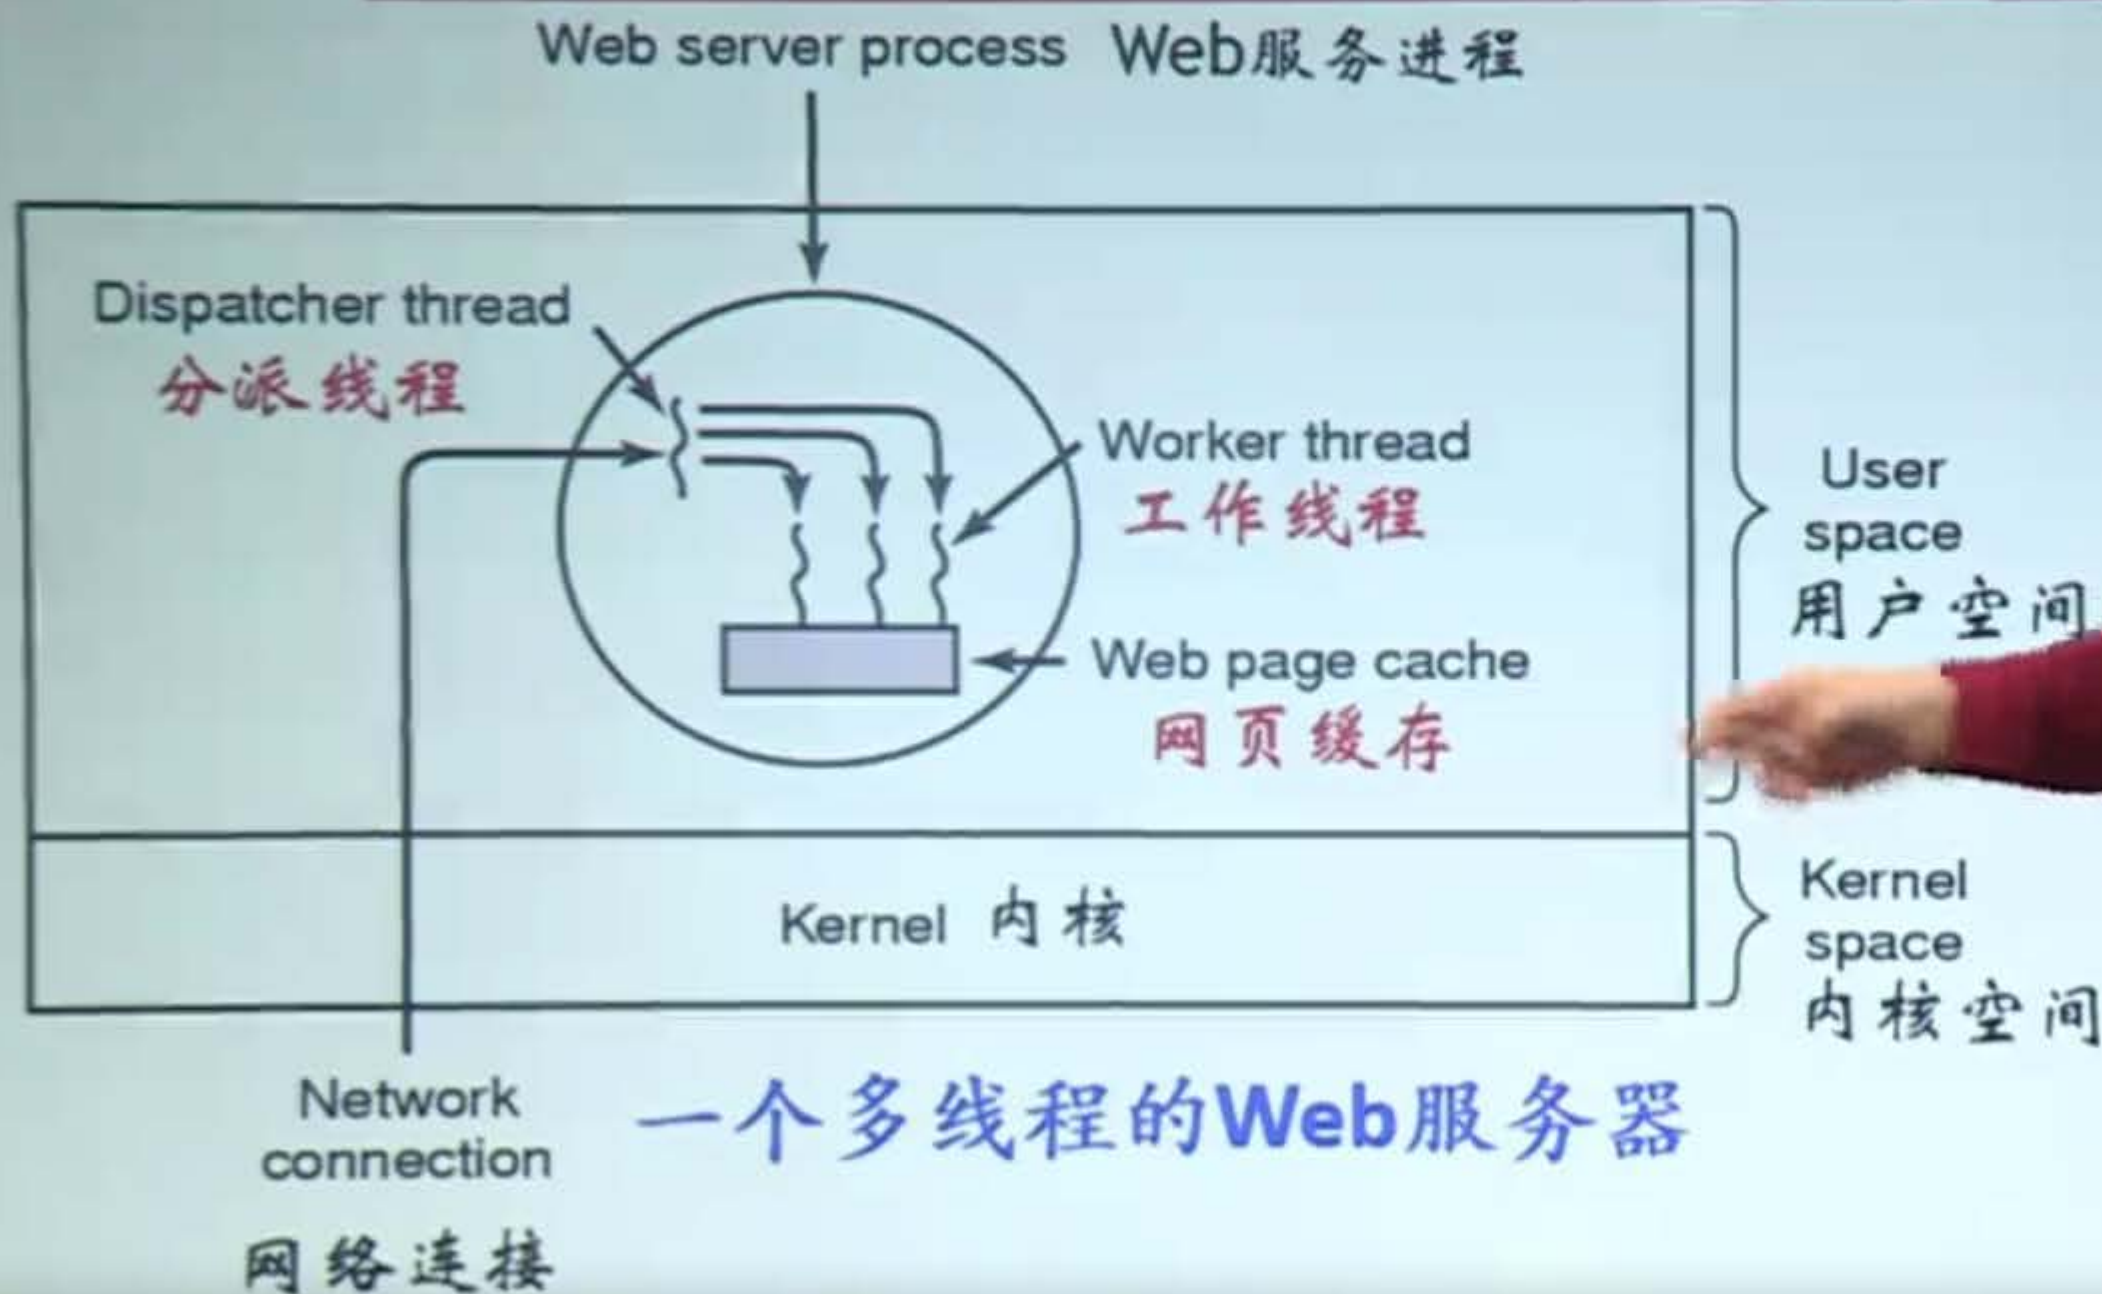 Web server process Web服务进程
Dispatcher thread
分派线程
Worker thread
工作线程
Web page cache
网页缓存
User
space
用户空间
Kernel 内核
Kernel
space
内核空间
Network
connection
网络连接
一个多线程的Web服务器